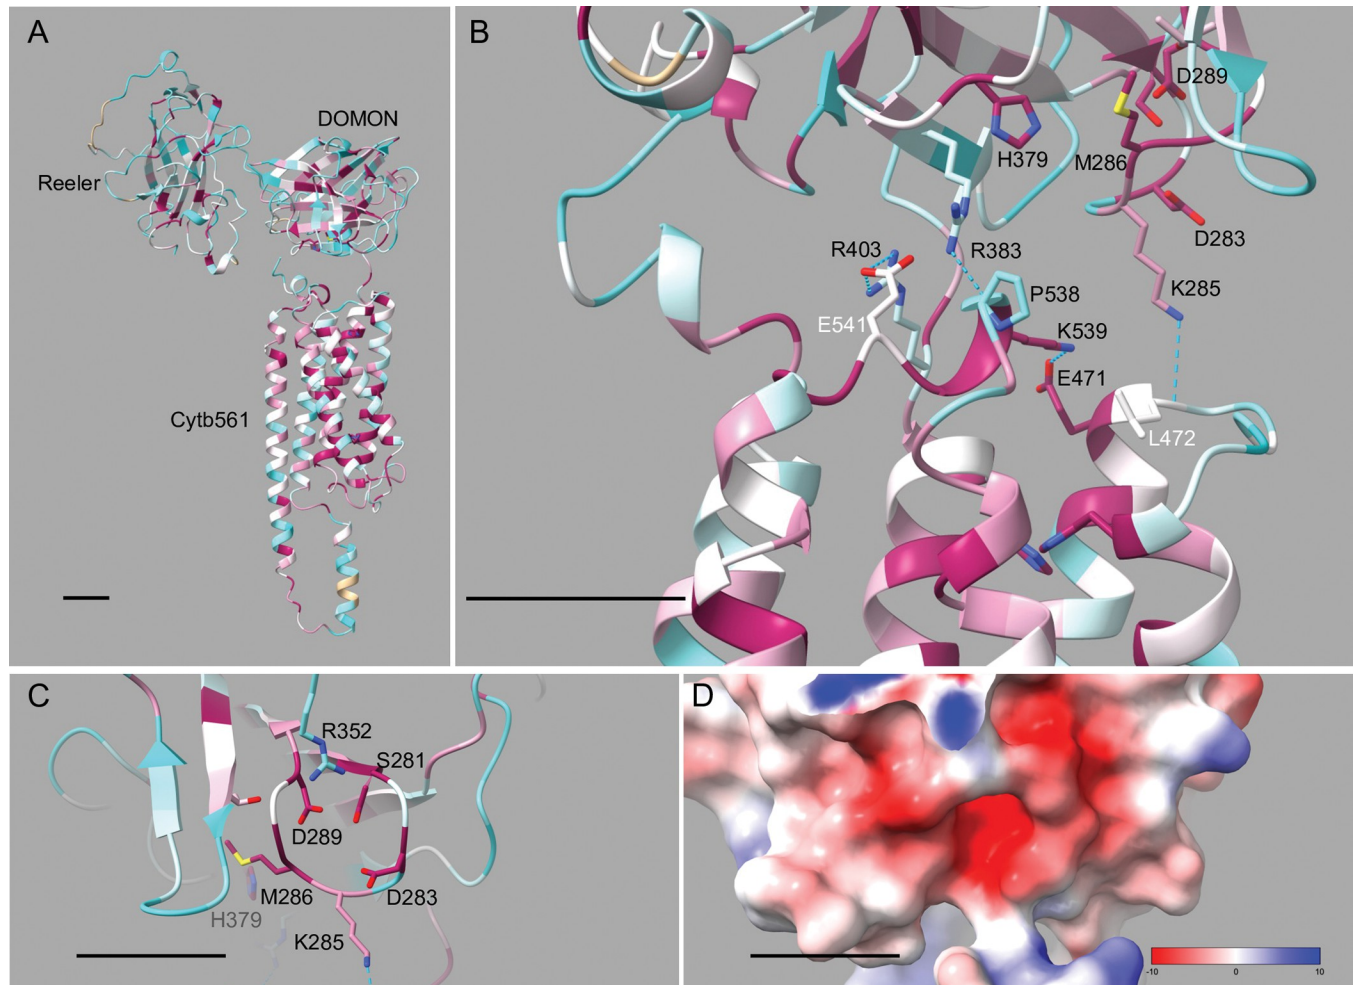 A
DOMON
Reeler
Cytb561
B
D289
H379
M286
D283
R403
R383
K285
P538
E541
K539
E471
L472
C
R352
S281
D289
M286
D283
H379
K285
D
-10
0
10